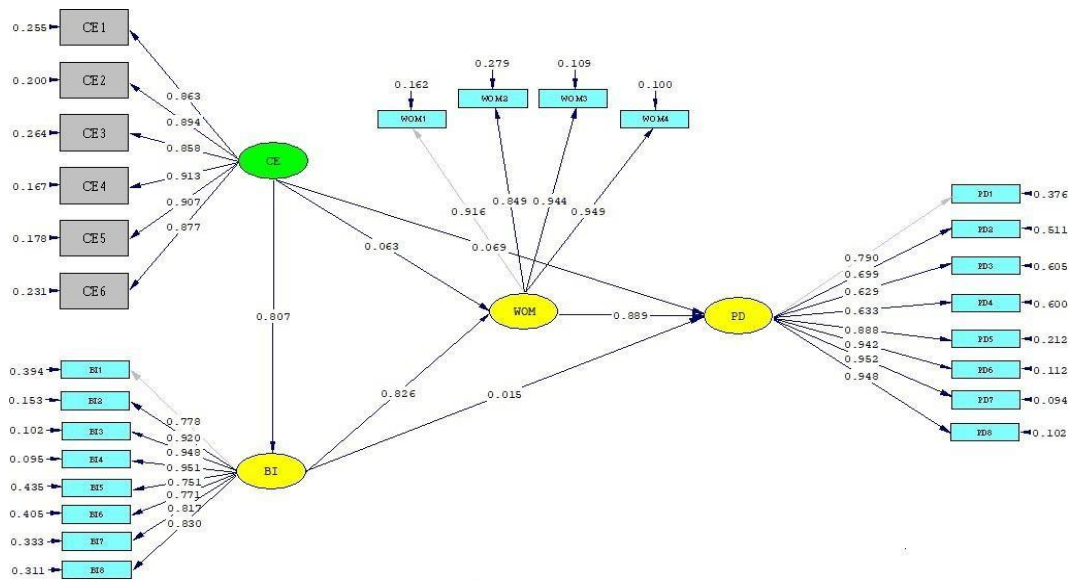 0.255 CE1
0.200 CE2
0.264 CE3
0.167 CE4
0.178 CE5
0.231 CE6
0.863
0.894
0.858
0.913
0.907
0.877
CE
0.162 0.279 0.109 0.100
WOM1 WOM2 WOM3 WOM4
0.916 0.849 0.944 0.949
0.063 0.069
0.807
WOM
0.889
PD
0.826
0.015
0.394 BI1
0.153 BI2
0.102 BI3
0.095 BI4
0.435 BI5
0.405 BI6
0.333 BI7
0.311 BI8
0.778
0.920
0.948
0.951
0.751
0.771
0.817
0.830
BI
0.790
0.699
0.629
0.633
0.888
0.942
0.952
0.948
PD1 0.376
PD2 0.511
PD3 0.605
PD4 0.600
PD5 0.212
PD6 0.112
PD7 0.094
PD8 0.102